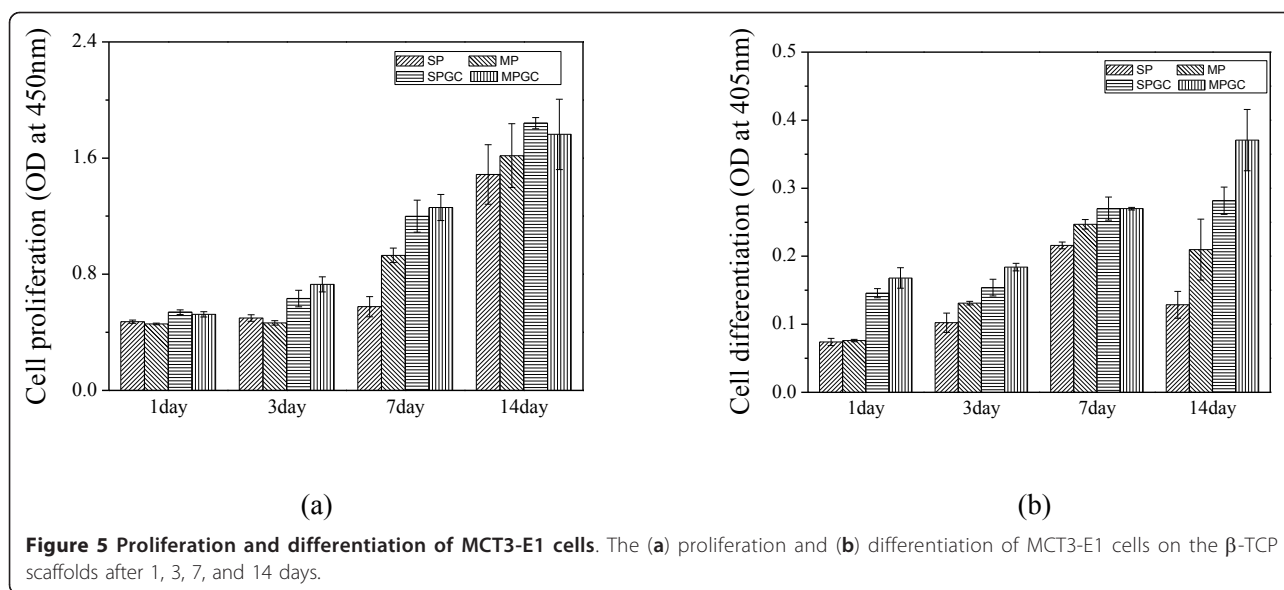 Cell proliferation (OD at 450nm)
2.4
1.6
0.8
0.0
SP MP
SPGC MPGC
1day 3day 7day 14day
(a)
Cell differentiation (OD at 405nm)
0.5
0.4
0.3
0.2
0.1
0.0
SP MP
SPGC MPGC
1day 3day 7day 14day
(b)
Figure 5 Proliferation and differentiation of MCT3-E1 cells. The (a) proliferation and (b) differentiation of MCT3-E1 cells on the β-TCP
scaffolds after 1, 3, 7, and 14 days.